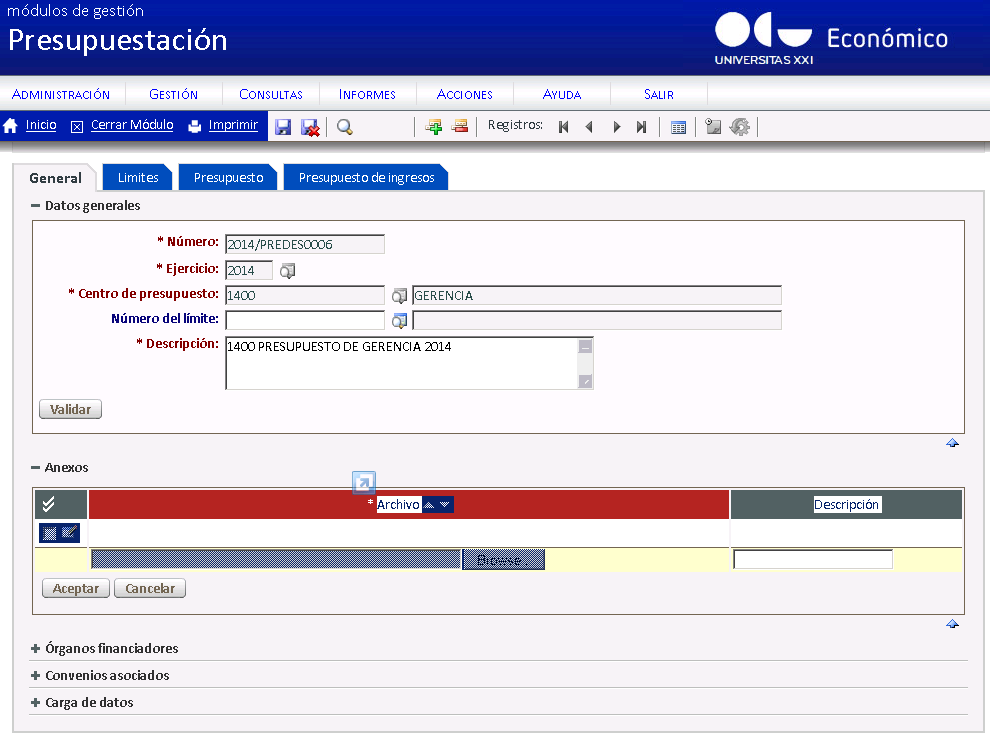 módulos de gestión
Presupuestación
Económico
UNIVERSITAS XXI
ADMINISTRACIÓN GESTIÓN CONSULTAS INFORMES ACCIONES AYUDA SALIR
Inicio Cerrar Módulo Imprimir Registros:
General Limites Presupuesto Presupuesto de ingresos
Datos generales
* Número: 2014/PREDES0006
* Ejercicio: 2014
* Centro de presupuesto: 1400 GERENCIA
Número del límite:
* Descripción: 1400 PRESUPUESTO DE GERENCIA 2014
Validar
Anexos
* Archivo Descripción
Browse...
Aceptar Cancelar
Órganos financiadores
Convenios asociados
Carga de datos